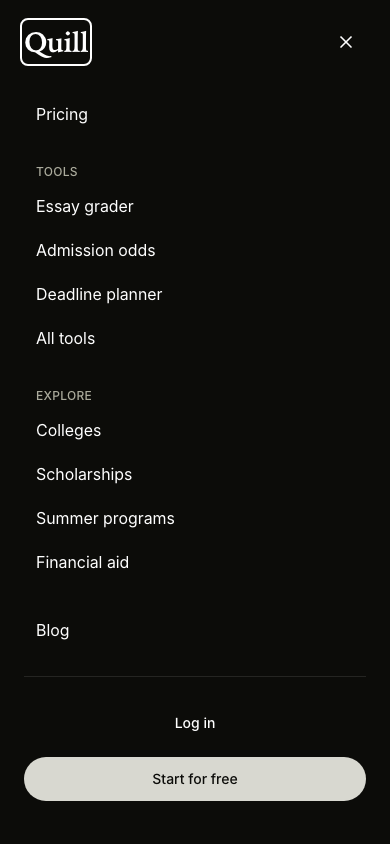 Quill
Pricing
TOOLS
Essay grader
Admission odds
Deadline planner
All tools
EXPLORE
Colleges
Scholarships
Summer programs
Financial aid
Blog
Log in
Start for free